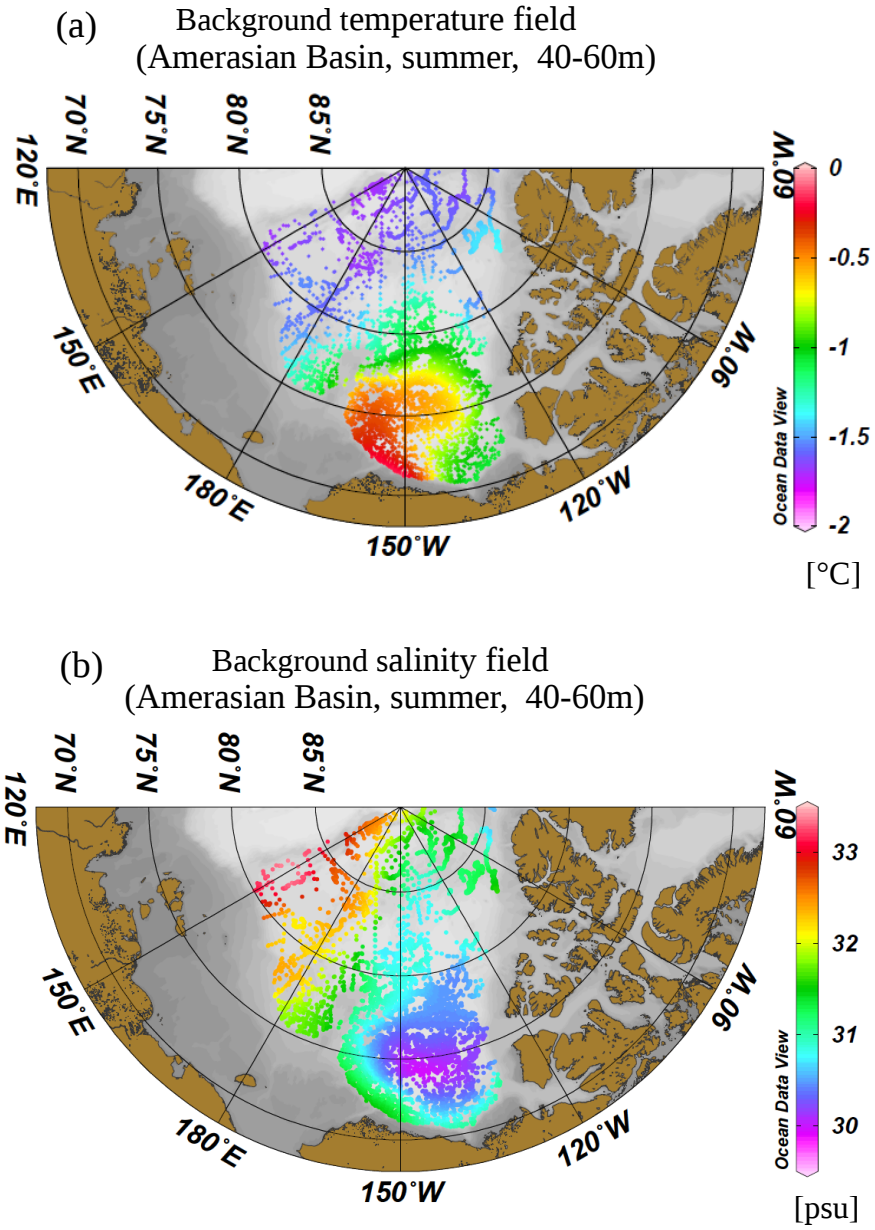 (a) Background temperature field
(Amerasian Basin, summer, 40-60m)
70˚N 75˚N 80˚N 85˚N
120˚E
60˚W
0
-0.5
-1
-1.5
-2
150˚E
90˚W
180˚E
120˚W
150˚W
Ocean Data View
[°C]
(b) Background salinity field
(Amerasian Basin, summer, 40-60m)
70˚N 75˚N 80˚N 85˚N
120˚E
60˚W
33
32
31
30
150˚E
90˚W
180˚E
120˚W
150˚W
Ocean Data View
[psu]